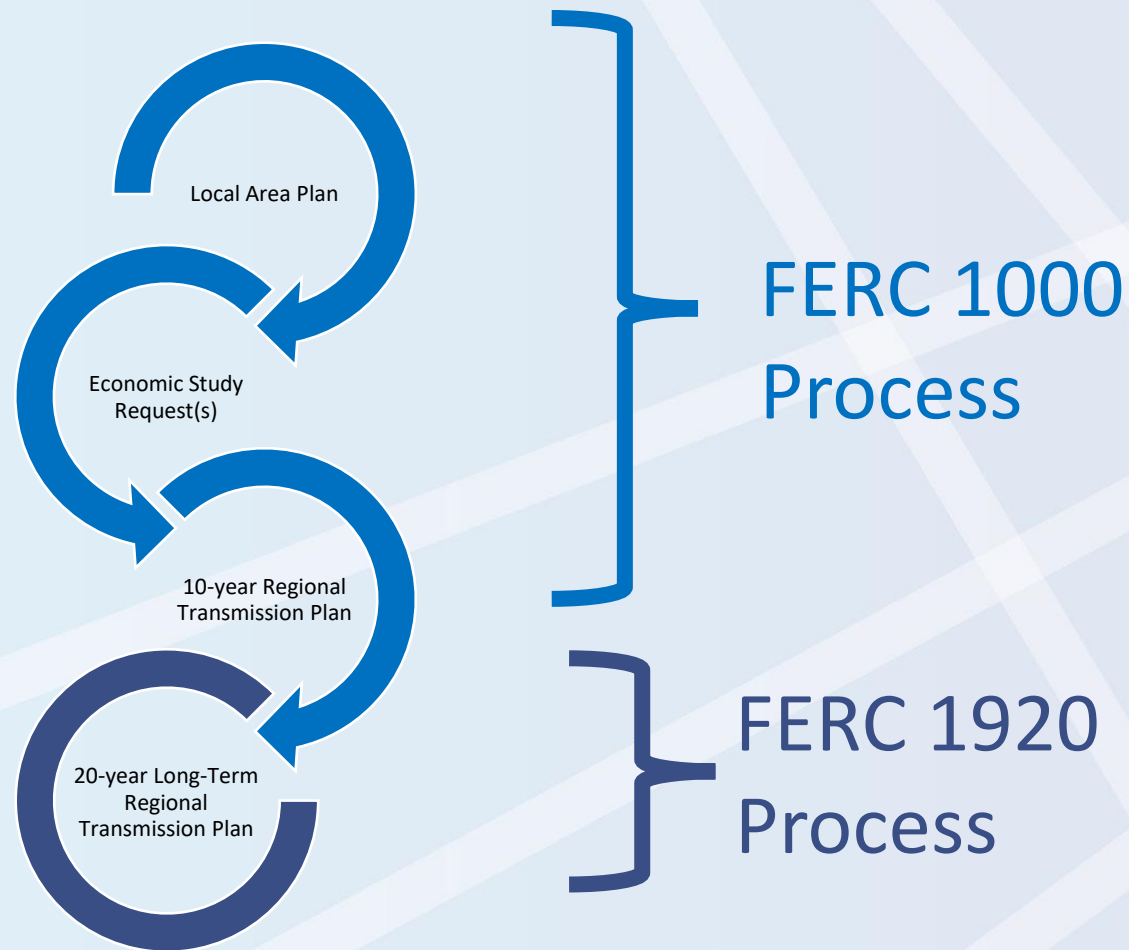 Local Area Plan
Economic Study
Request(s)
10-year Regional
Transmission Plan
20-year Long-Term
Regional
Transmission Plan
FERC 1000
Process
FERC 1920
Process